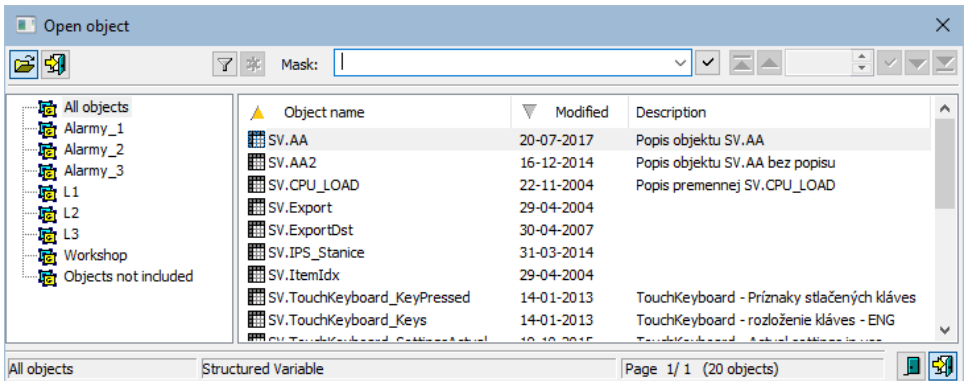 Open object
Mask:
All objects
Alarmy_1
Alarmy_2
Alarmy_3
L1
L2
L3
Workshop
Objects not included
Object name Modified Description
SV.AA 20-07-2017 Popis objektu SV.AA
SV.AA2 16-12-2014 Popis objektu SV.AA bez popisu
SV.CPU_LOAD 22-11-2004 Popis premennej SV.CPU_LOAD
SV.Export 29-04-2004
SV.ExportDst 30-04-2007
SV.IPS_Stanice 31-03-2014
SV.ItemIdx 29-04-2004
SV.TouchKeyboard_KeyPressed 14-01-2013 TouchKeyboard - Príznaky stlačených kláves
SV.TouchKeyboard_Keys 14-01-2013 TouchKeyboard - rozloženie kláves - ENG
All objects Structured Variable Page 1/ 1 (20 objects)